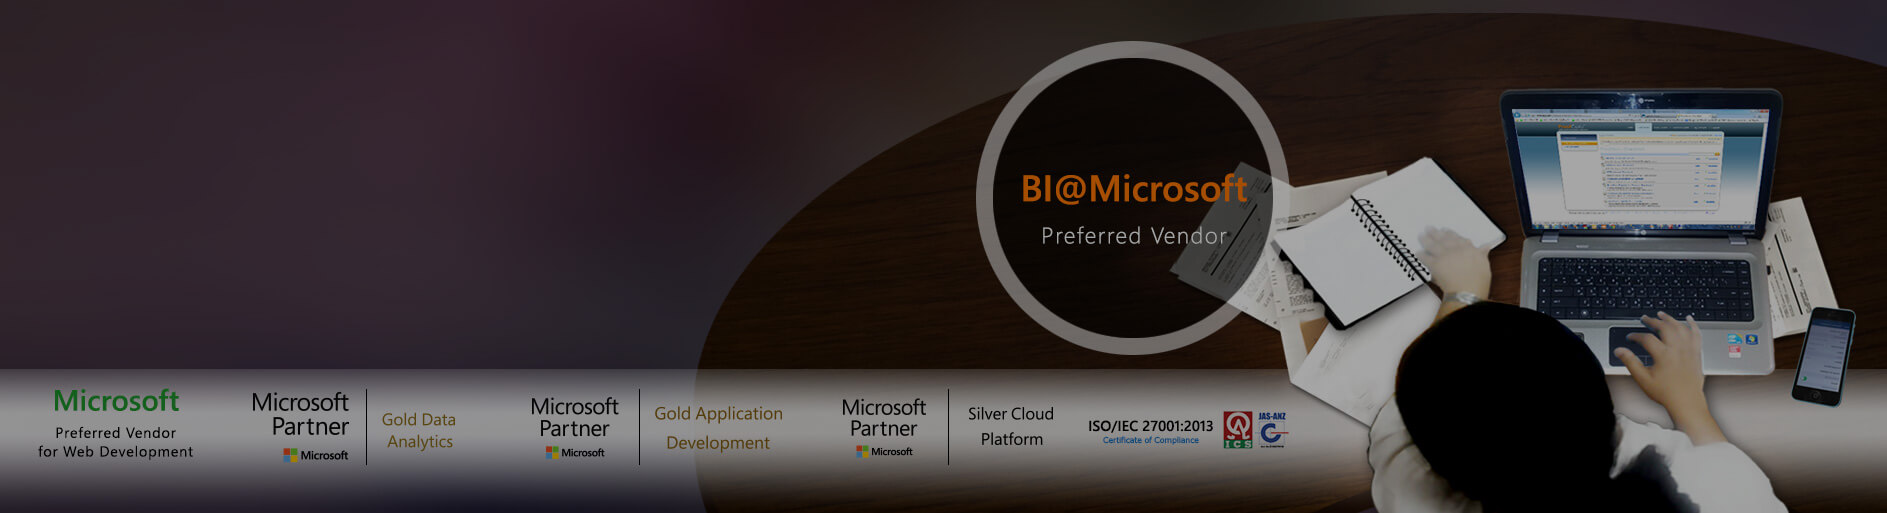 BI@Microsoft
Preferred Vendor
Microsoft
Preferred Vendor
for Web Development
Microsoft
Partner
Microsoft
Gold Data
Analytics
Microsoft
Partner
Microsoft
Gold Application
Development
Microsoft
Partner
Microsoft
Silver Cloud
Platform
ISO/IEC 27001:2013
Certificate of Compliance
ICS
JAS-ANZ